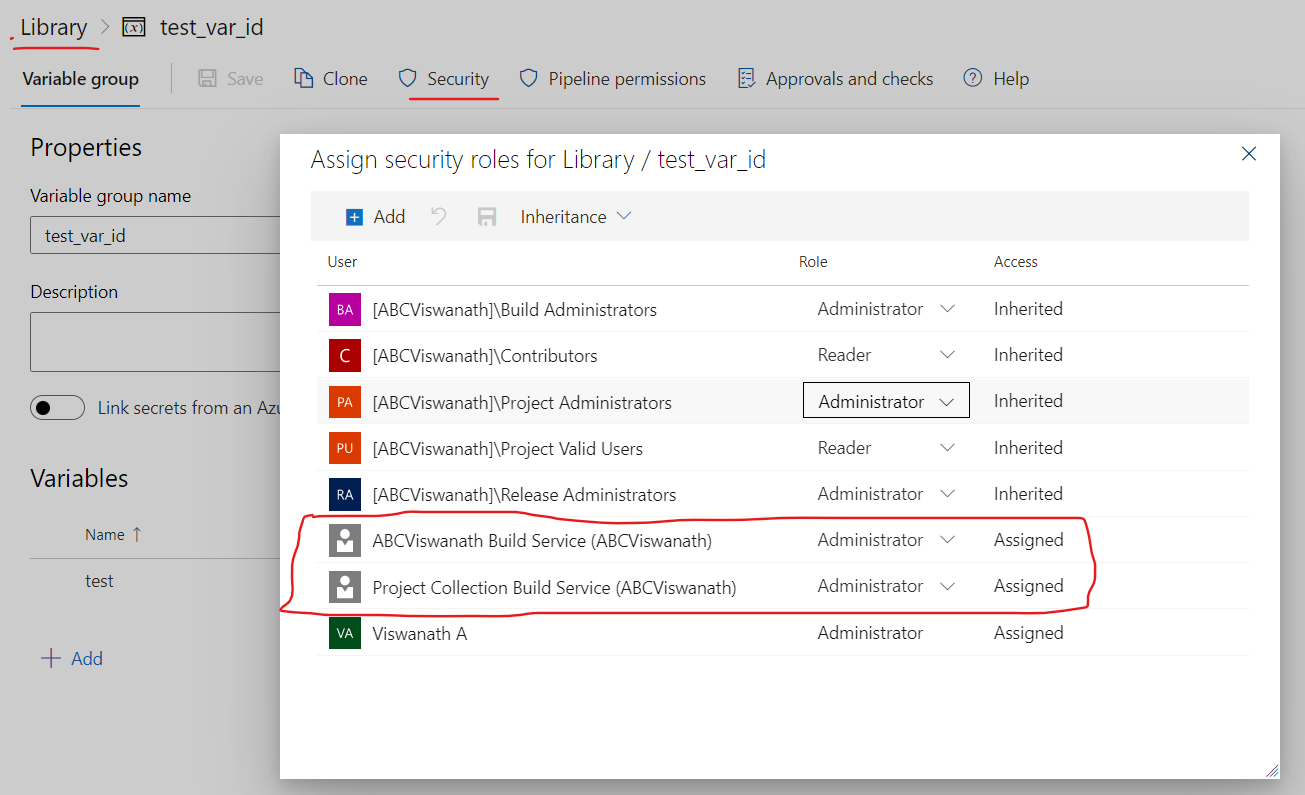 Library > (x) test_var_id
Variable group Save Clone Security Pipeline permissions Approvals and checks ? Help
Properties
Variable group name
test_var_id
Description
Link secrets from an Azu
Variables
Name ↑
test
+ Add
Assign security roles for Library / test_var_id
+ Add Inheritance
User Role Access
BA [ABCViswanath]\Build Administrators Administrator Inherited
C [ABCViswanath]\Contributors Reader Inherited
PA [ABCViswanath]\Project Administrators Administrator Inherited
PU [ABCViswanath]\Project Valid Users Reader Inherited
RA [ABCViswanath]\Release Administrators Administrator Inherited
ABCViswanath Build Service (ABCViswanath) Administrator Assigned
Project Collection Build Service (ABCViswanath) Administrator Assigned
VA Viswanath A Administrator Assigned